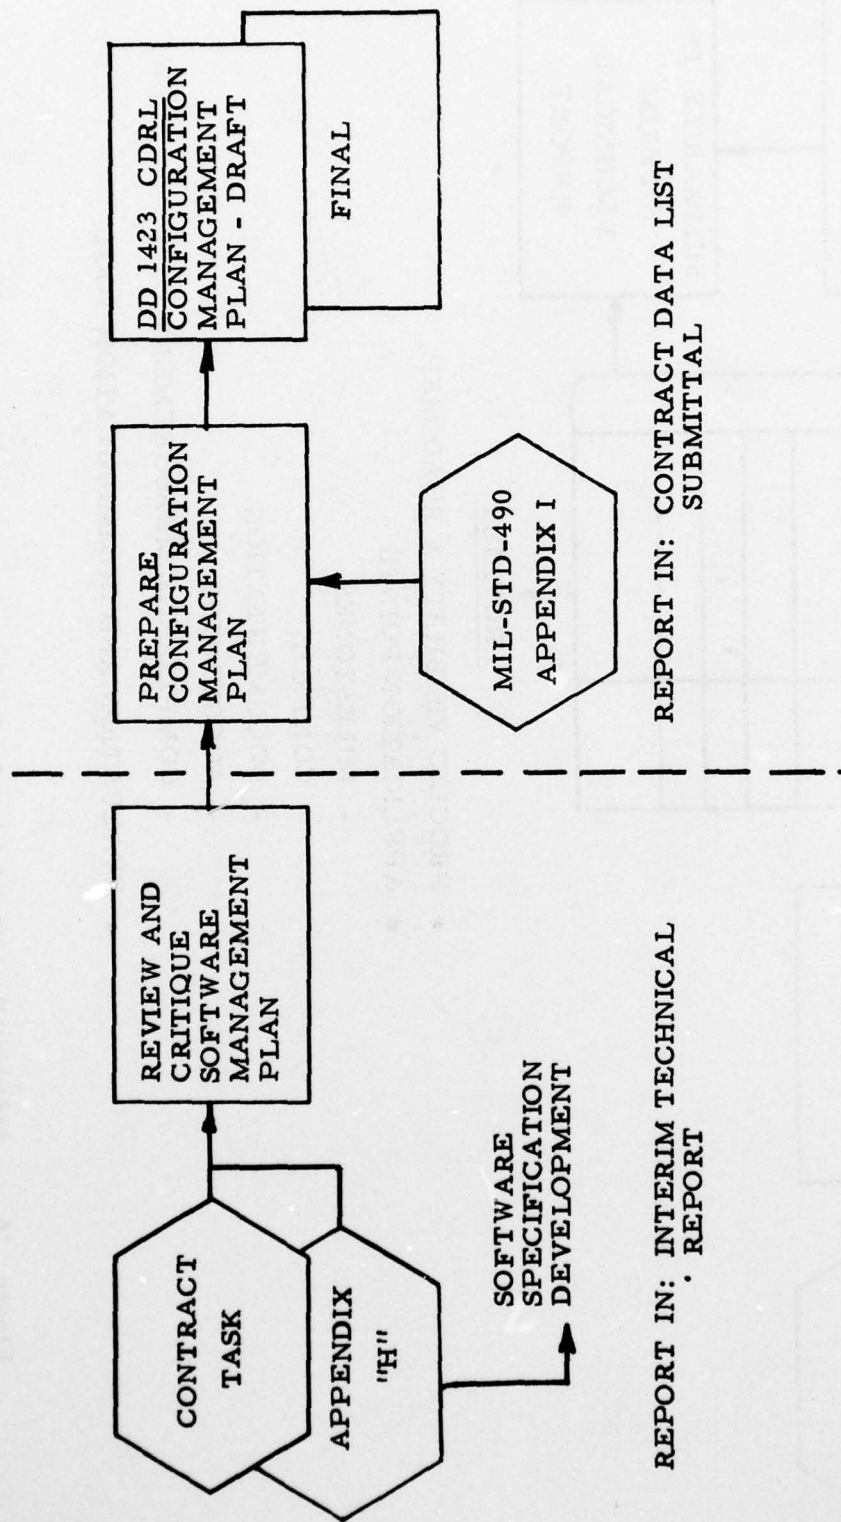 CONTRACT
TASK
APPENDIX
"H"
REVIEW AND
CRITIQUE
SOFTWARE
MANAGEMENT
PLAN
SOFTWARE
SPECIFICATION
DEVELOPMENT
REPORT IN: INTERIM TECHNICAL
REPORT
PREPARE
CONFIGURATION
MANAGEMENT
PLAN
MIL-STD-490
APPENDIX I
DD 1423 CDRL
CONFIGURATION
MANAGEMENT
PLAN - DRAFT
FINAL
REPORT IN: CONTRACT DATA LIST
SUBMITTAL